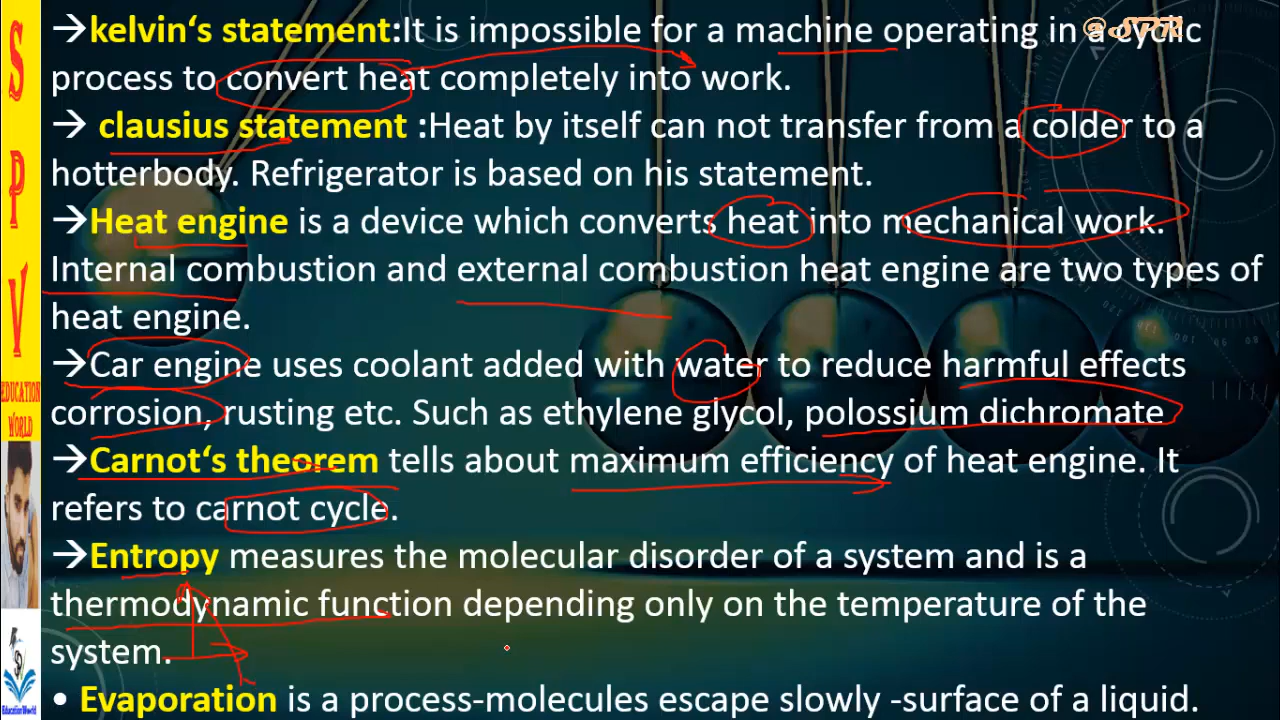 @SPR
→kelvin‘s statement:It is impossible for a machine operating in a cyclic
process to convert heat completely into work.
→ clausius statement :Heat by itself can not transfer from a colder to a
hotterbody. Refrigerator is based on his statement.
→Heat engine is a device which converts heat into mechanical work.
Internal combustion and external combustion heat engine are two types of
heat engine.
→Car engine uses coolant added with water to reduce harmful effects
corrosion, rusting etc. Such as ethylene glycol, polossium dichromate
→Carnot‘s theorem tells about maximum efficiency of heat engine. It
refers to carnot cycle.
→Entropy measures the molecular disorder of a system and is a
thermodynamic function depending only on the temperature of the
system.
• Evaporation is a process-molecules escape slowly -surface of a liquid.
S
P
V
EDUCATION
WORLD
Education World